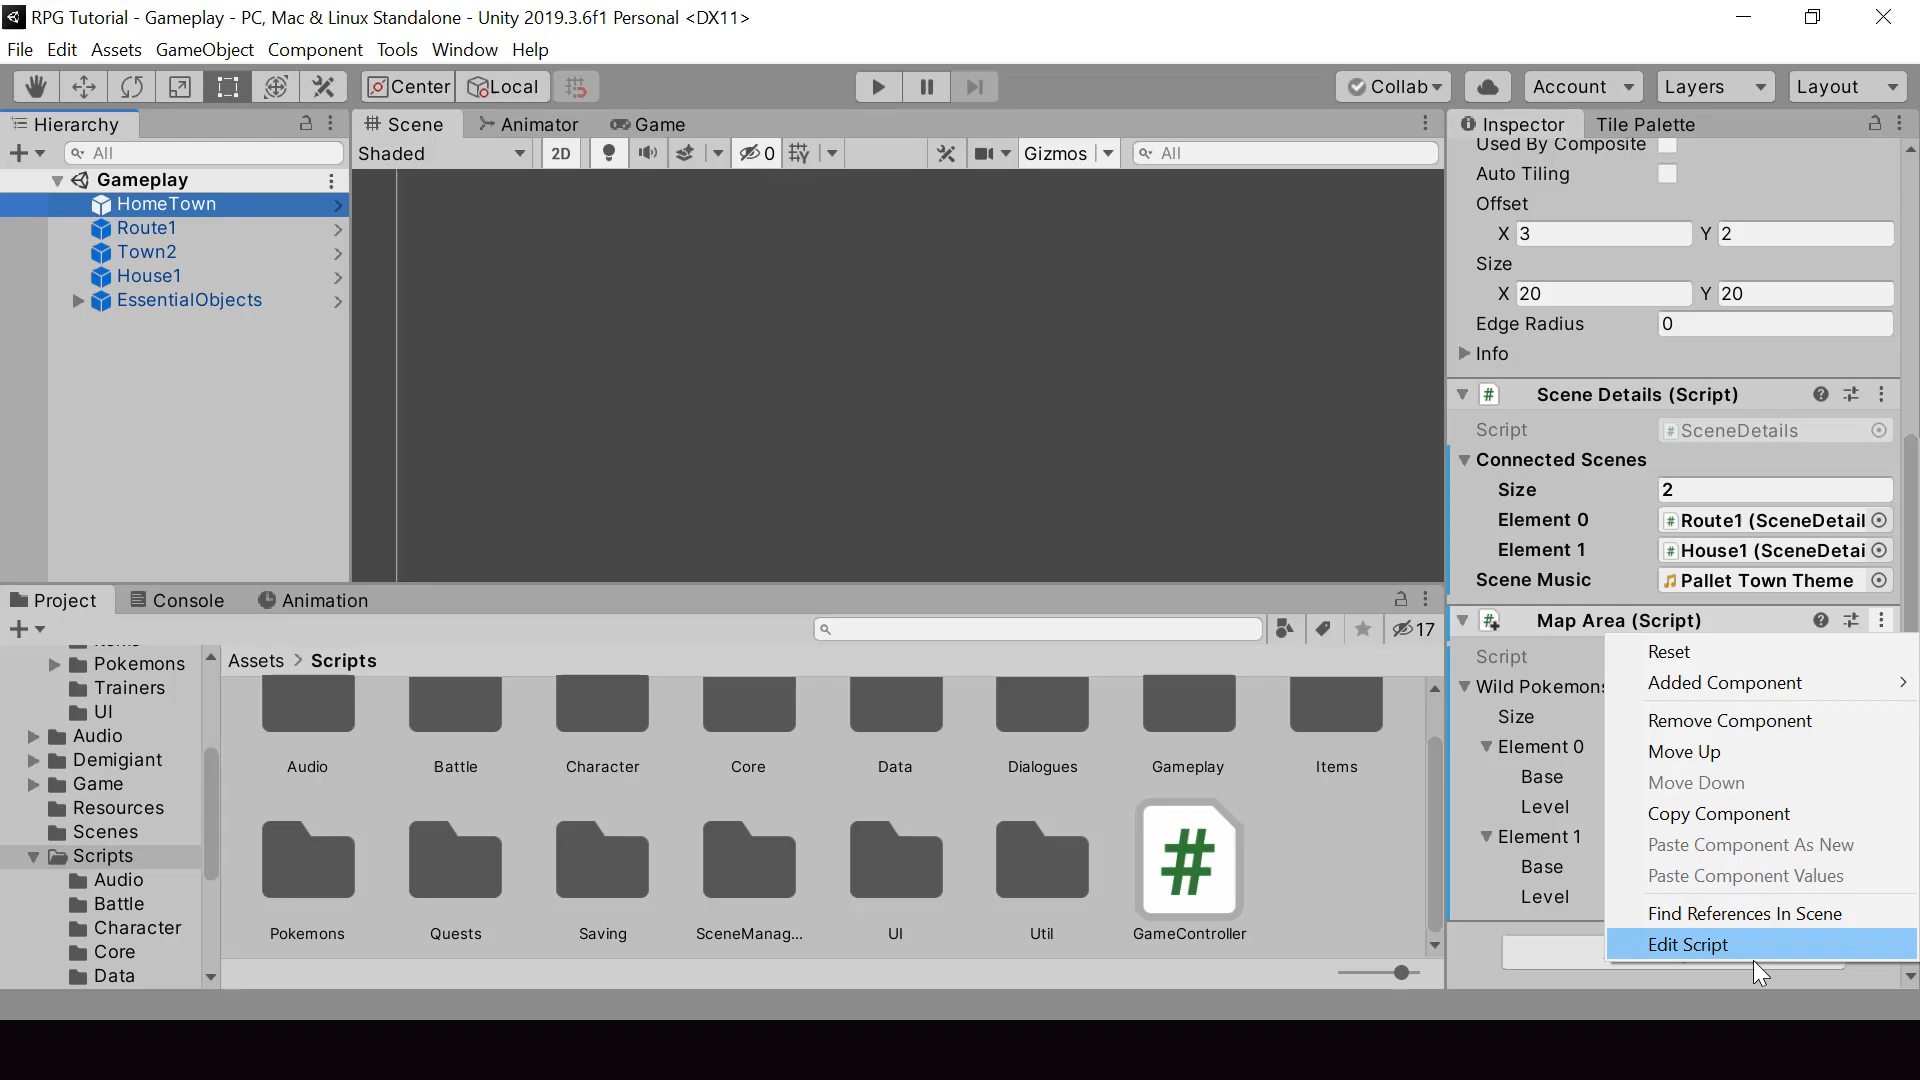 RPG Tutorial - Gameplay - PC, Mac & Linux Standalone - Unity 2019.3.6f1 Personal <DX11>
File Edit Assets GameObject Component Tools Window Help
Center Local Collab Account Layers Layout
Hierarchy
All
Gameplay
HomeTown
Route1
Town2
House1
EssentialObjects
Scene Animator Game
Shaded 2D 0 Gizmos All
Inspector Tile Palette
Used By Composite
Auto Tiling
Offset
X 3 Y 2
Size
X 20 Y 20
Edge Radius 0
Info
Scene Details (Script)
Script SceneDetails
Connected Scenes
Size 2
Element 0 Route1 (SceneDetail
Element 1 House1 (SceneDetai
Scene Music Pallet Town Theme
Map Area (Script)
Script
Wild Pokemons
Size
Element 0
Base
Level
Element 1
Base
Level
Reset
Added Component
Remove Component
Move Up
Move Down
Copy Component
Paste Component As New
Paste Component Values
Find References In Scene
Edit Script
Project Console Animation
17
Pokemons
Trainers
UI
Audio
Demigiant
Game
Resources
Scenes
Scripts
Audio
Battle
Character
Core
Data
Assets > Scripts
Audio Battle Character Core Data Dialogues Gameplay Items
Pokemons Quests Saving SceneManag... UI Util GameController